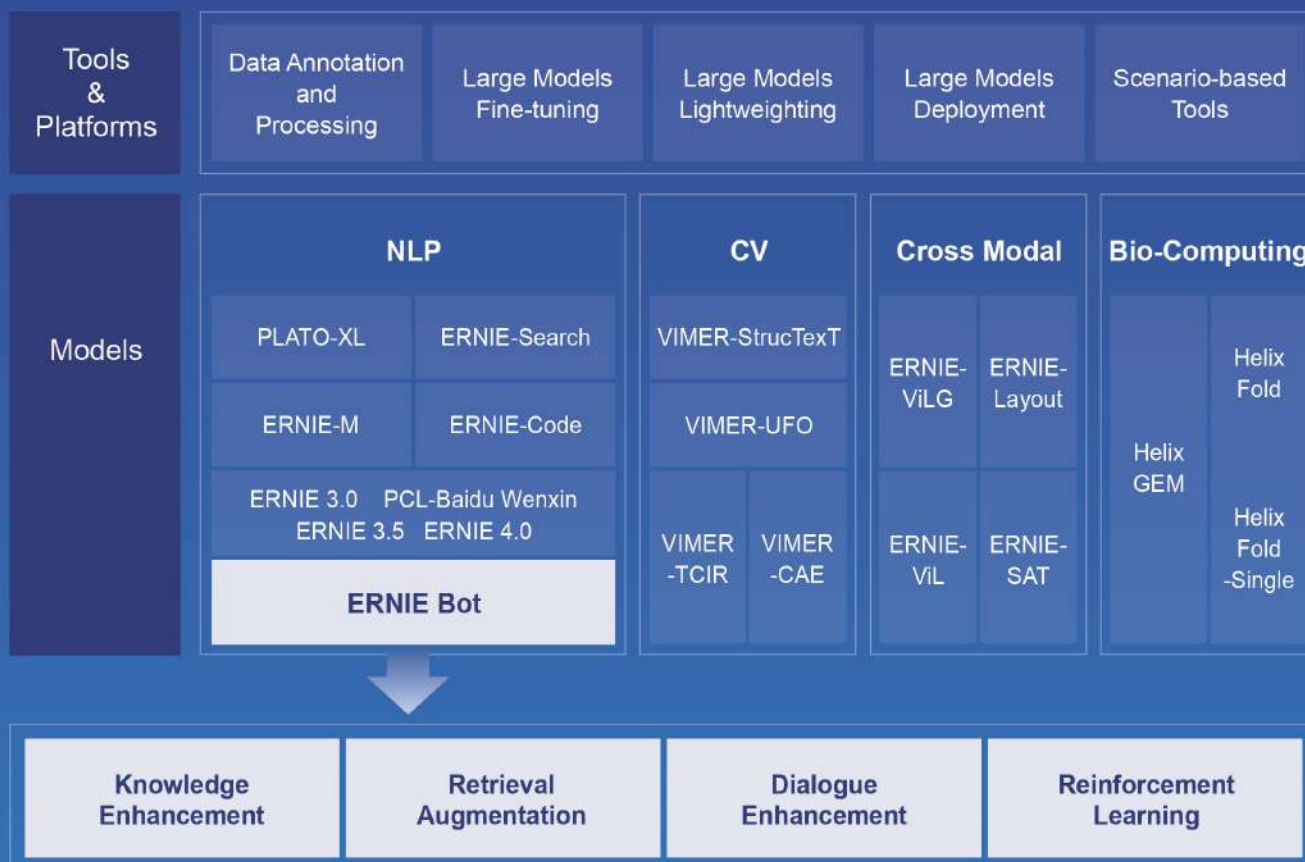 Tools
&
Platforms
Data Annotation
and
Processing
Large Models
Fine-tuning
Large Models
Lightweighting
Large Models
Deployment
Scenario-based
Tools
Models
NLP
PLATO-XL
ERNIE-Search
ERNIE-M
ERNIE-Code
ERNIE 3.0 PCL-Baidu Wenxin
ERNIE 3.5 ERNIE 4.0
ERNIE Bot
CV
VIMER-StrucTexT
VIMER-UFO
VIMER
-TCIR
VIMER
-CAE
Cross Modal
ERNIE-
ViLG
ERNIE-
Layout
ERNIE-
ViL
ERNIE-
SAT
Bio-Computing
Helix
GEM
Helix
Fold
Helix
Fold
-Single
Knowledge
Enhancement
Retrieval
Augmentation
Dialogue
Enhancement
Reinforcement
Learning